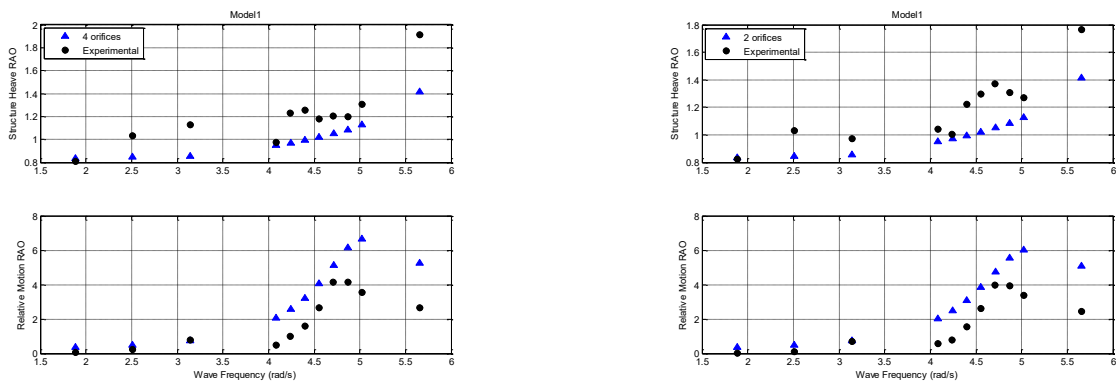 Model1
Structure Heave RAO
2
1.8
1.6
1.4
1.2
1
0.8
4 orifices
Experimental
1.5 2 2.5 3 3.5 4 4.5 5 5.5 6
Relative Motion RAO
8
6
4
2
0
1.5 2 2.5 3 3.5 4 4.5 5 5.5 6
Wave Frequency (rad/s)
Model1
Structure Heave RAO
1.8
1.6
1.4
1.2
1
0.8
2 orifices
Experimental
1.5 2 2.5 3 3.5 4 4.5 5 5.5 6
Relative Motion RAO
8
6
4
2
0
1.5 2 2.5 3 3.5 4 4.5 5 5.5 6
Wave Frequency (rad/s)